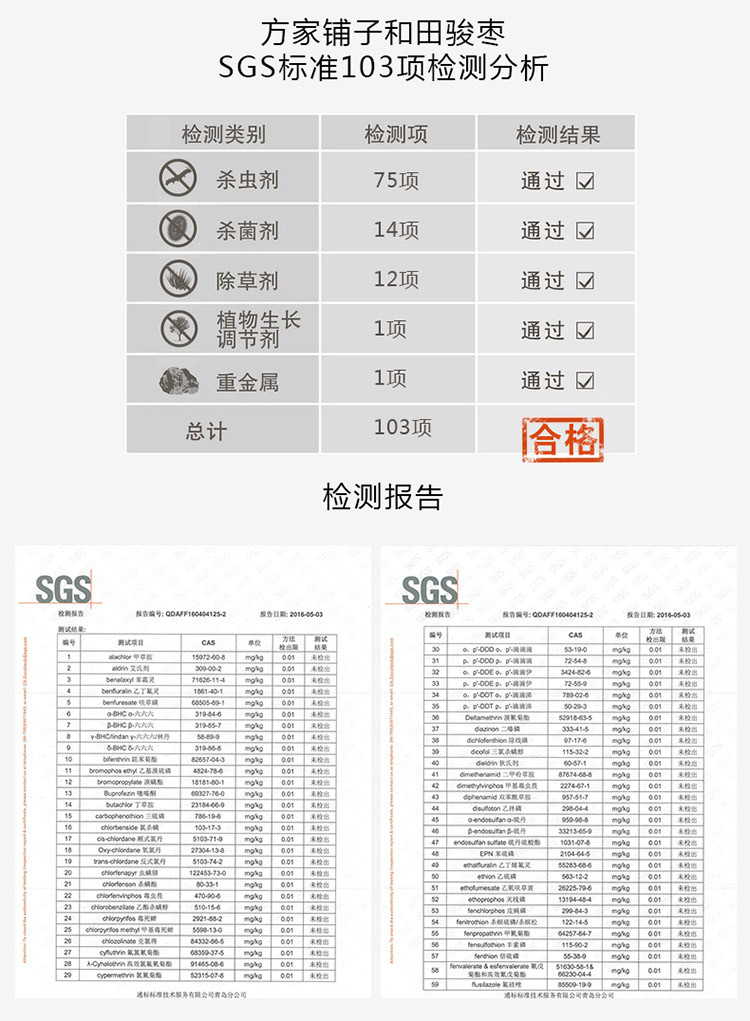 方家铺子和田骏枣
SGS标准103项检测分析
检测类别 检测项 检测结果
杀虫剂 75项 通过
杀菌剂 14项 通过
除草剂 12项 通过
植物生长
调节剂 1项 通过
重金属 1项 通过
总计 103项 合格
检测报告
SGS
检测报告 报告编号: QDAFF160404125-2 报告日期: 2016-05-03
测试结果:
编号 测试项目 CAS 单位 方法检出限 测试结果
1 alachlor 甲草胺 15972-60-8 mg/kg 0.01 未检出
2 aldrin 艾氏剂 309-00-2 mg/kg 0.01 未检出
3 benalaxyl 苯霜灵 71626-11-4 mg/kg 0.01 未检出
4 benfluralin 乙丁氟灵 1861-40-1 mg/kg 0.01 未检出
5 benfuresate 呋草磺 68505-69-1 mg/kg 0.01 未检出
6 α-BHC α-六六六 319-84-6 mg/kg 0.01 未检出
7 β-BHC β-六六六 319-85-7 mg/kg 0.01 未检出
8 γ-BHC/lindan γ-六六六/林丹 58-89-9 mg/kg 0.01 未检出
9 δ-BHC δ-六六六 319-86-8 mg/kg 0.01 未检出
10 bifenthrin 联苯菊酯 82657-04-3 mg/kg 0.01 未检出
11 bromophos ethyl 乙基溴硫磷 4824-78-6 mg/kg 0.01 未检出
12 bromopropylate 溴螨酯 18181-80-1 mg/kg 0.01 未检出
13 Buprofezin 噻嗪酮 69327-76-0 mg/kg 0.01 未检出
14 butachlor 丁草胺 23184-66-9 mg/kg 0.01 未检出
15 carbophenothion 三硫磷 786-19-6 mg/kg 0.01 未检出
16 chlorbenside 氯杀螨 103-17-3 mg/kg 0.01 未检出
17 cis-chlordane 顺式氯丹 5103-71-9 mg/kg 0.01 未检出
18 Oxy-chlordane 氧氯丹 27304-13-8 mg/kg 0.01 未检出
19 trans-chlordane 反式氯丹 5103-74-2 mg/kg 0.01 未检出
20 chlorfenapyr 虫螨腈 122453-73-0 mg/kg 0.01 未检出
21 chlorfenson 杀螨酯 80-33-1 mg/kg 0.01 未检出
22 chlorfenvinphos 毒虫畏 470-90-6 mg/kg 0.01 未检出
23 chlorobenzilate 乙酯杀螨醇 510-15-6 mg/kg 0.01 未检出
24 chlorpyrifos 毒死蜱 2921-88-2 mg/kg 0.01 未检出
25 chlorpyrifos methyl 甲基毒死蜱 5598-13-0 mg/kg 0.01 未检出
26 chlozolinate 乙菌利 84332-86-5 mg/kg 0.01 未检出
27 cyfluthrin 氟氯氰菊酯 68359-37-5 mg/kg 0.01 未检出
28 λ-Cyhalothrin 高效氯氟氰菊酯 91465-08-6 mg/kg 0.01 未检出
29 cypermethrin 氯氰菊酯 52315-07-8 mg/kg 0.01 未检出
通标标准技术服务有限公司青岛分公司
SGS
检测报告 报告编号: QDAFF160404125-2 报告日期: 2016-05-03
编号 测试项目 CAS 单位 方法检出限 测试结果
30 o, p'-DDD o, p'-滴滴滴 53-19-0 mg/kg 0.01 未检出
31 p, p'-DDD p, p'-滴滴滴 72-54-8 mg/kg 0.01 未检出
32 o, p'-DDE o, p'-滴滴伊 3424-82-6 mg/kg 0.01 未检出
33 p, p'-DDE p, p'-滴滴伊 72-55-9 mg/kg 0.01 未检出
34 o, p'-DDT o, p'-滴滴涕 789-02-6 mg/kg 0.01 未检出
35 p, p'-DDT p, p'-滴滴涕 50-29-3 mg/kg 0.01 未检出
36 Deltamethrin 溴氰菊酯 52918-63-5 mg/kg 0.01 未检出
37 diazinon 二嗪磷 333-41-5 mg/kg 0.01 未检出
38 dichlofenthion 除线磷 97-17-6 mg/kg 0.01 未检出
39 dicofol 三氯杀螨醇 115-32-2 mg/kg 0.01 未检出
40 dieldrin 狄氏剂 60-57-1 mg/kg 0.01 未检出
41 dimethenamid 二甲吩草胺 87674-68-8 mg/kg 0.01 未检出
42 dimethylvinphos 甲基毒虫畏 2274-67-1 mg/kg 0.01 未检出
43 diphenamid 双苯酰草胺 957-51-7 mg/kg 0.01 未检出
44 disulfoton 乙拌磷 298-04-4 mg/kg 0.01 未检出
45 α-endosulfan α-硫丹 959-98-8 mg/kg 0.01 未检出
46 β-endosulfan β-硫丹 33213-65-9 mg/kg 0.01 未检出
47 endosulfan sulfate 硫丹硫酸酯 1031-07-8 mg/kg 0.01 未检出
48 EPN 苯硫磷 2104-64-5 mg/kg 0.01 未检出
49 ethalfluralin 乙丁烯氟灵 55283-68-6 mg/kg 0.01 未检出
50 ethion 乙硫磷 563-12-2 mg/kg 0.01 未检出
51 ethofumesate 乙氧呋草黄 26225-79-6 mg/kg 0.01 未检出
52 ethoprophos 灭线磷 13194-48-4 mg/kg 0.01 未检出
53 fenchlorphos 皮蝇磷 299-84-3 mg/kg 0.01 未检出
54 fenitrothion 杀螟硫磷/杀螟松 122-14-5 mg/kg 0.01 未检出
55 fenpropathrin 甲氰菊酯 64257-84-7 mg/kg 0.01 未检出
56 fensulfothion 丰索磷 115-90-2 mg/kg 0.01 未检出
57 fenthion 倍硫磷 55-38-9 mg/kg 0.01 未检出
58 fenvalerate & esfenvalerate 氰戊菊酯和高效氰戊菊酯 51630-58-1& 66230-04-4 mg/kg 0.01 未检出
59 flusilazole 氟硅唑 85509-19-9 mg/kg 0.01 未检出
通标标准技术服务有限公司青岛分公司